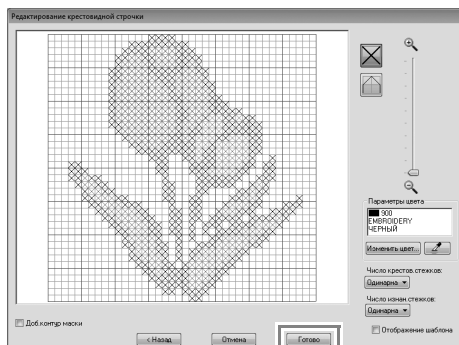 Редактирование крестовидной строчки
Параметры цвета
900
EMBROIDERY
ЧЕРНЫЙ
Изменить цвет...
Число крестов.стежков:
Одинарна
Число изнан.стежков:
Одинарна
Доб.контур маски
Отображение шаблона
< Назад
Отмена
Готово